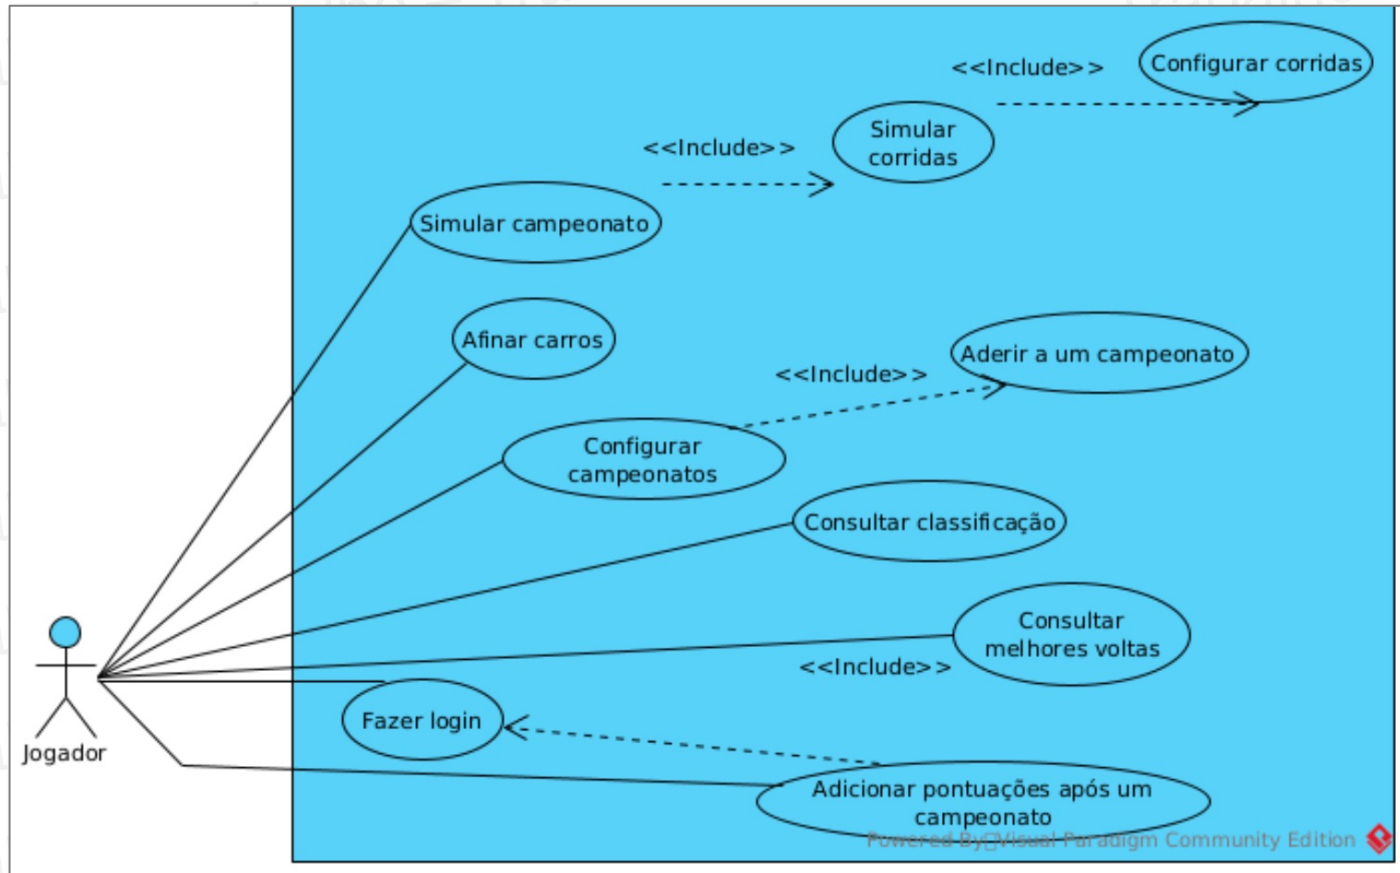 <<Include>>
Configurar corridas
Simular
corridas
<<Include>>
Simular campeonato
Afinar carros
Aderir a um campeonato
<<Include>>
Configurar
campeonatos
Consultar classificação
Consultar
melhores voltas
<<Include>>
Fazer login
Jogador
Adicionar pontuações após um
campeonato
Powered By Visual Paradigm Community Edition